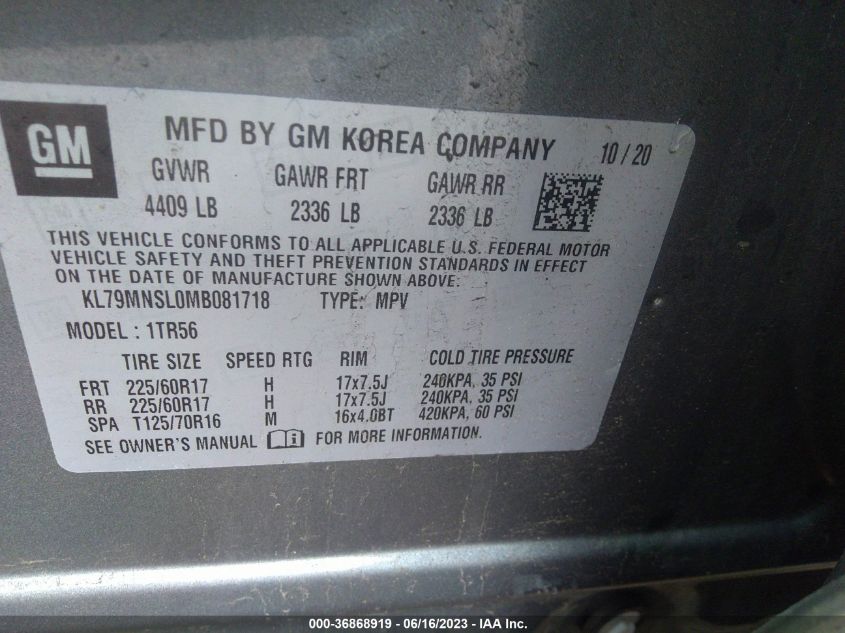 GM
MFD BY GM KOREA COMPANY 10/20
GVWR GAWR FRT GAWR RR
4409 LB 2336 LB 2336 LB
THIS VEHICLE CONFORMS TO ALL APPLICABLE U.S. FEDERAL MOTOR
VEHICLE SAFETY AND THEFT PREVENTION STANDARDS IN EFFECT
ON THE DATE OF MANUFACTURE SHOWN ABOVE:
KL79MNSL0MB081718 TYPE: MPV
MODEL : 1TR56
TIRE SIZE SPEED RTG RIM COLD TIRE PRESSURE
FRT 225/60R17 H 17x7.5J 240KPA, 35 PSI
RR 225/60R17 H 17x7.5J 240KPA, 35 PSI
SPA T125/70R16 M 16x4.0BT 420KPA, 60 PSI
SEE OWNER'S MANUAL FOR MORE INFORMATION.
000-36868919 - 06/16/2023 - IAA Inc.